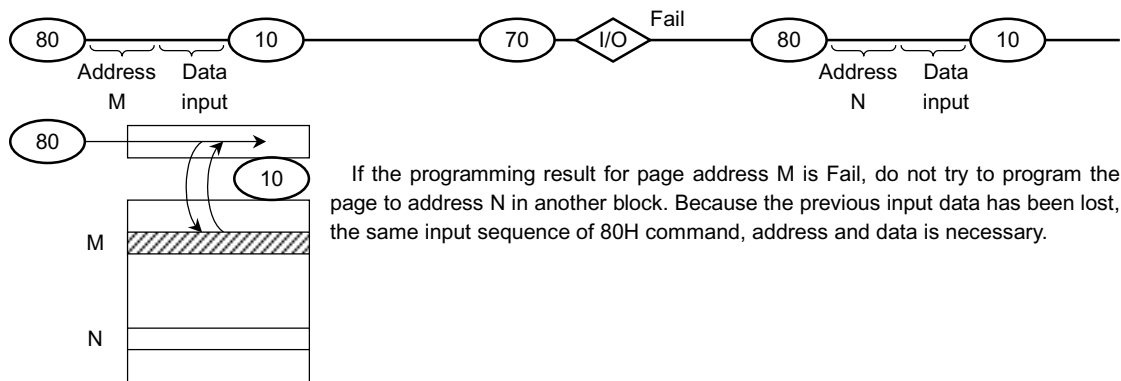 Fail
80 10 70 I/O 80 10
Address Data Address Data
M input N input
80
10
If the programming result for page address M is Fail, do not try to program the
page to address N in another block. Because the previous input data has been lost,
the same input sequence of 80H command, address and data is necessary.
M
N